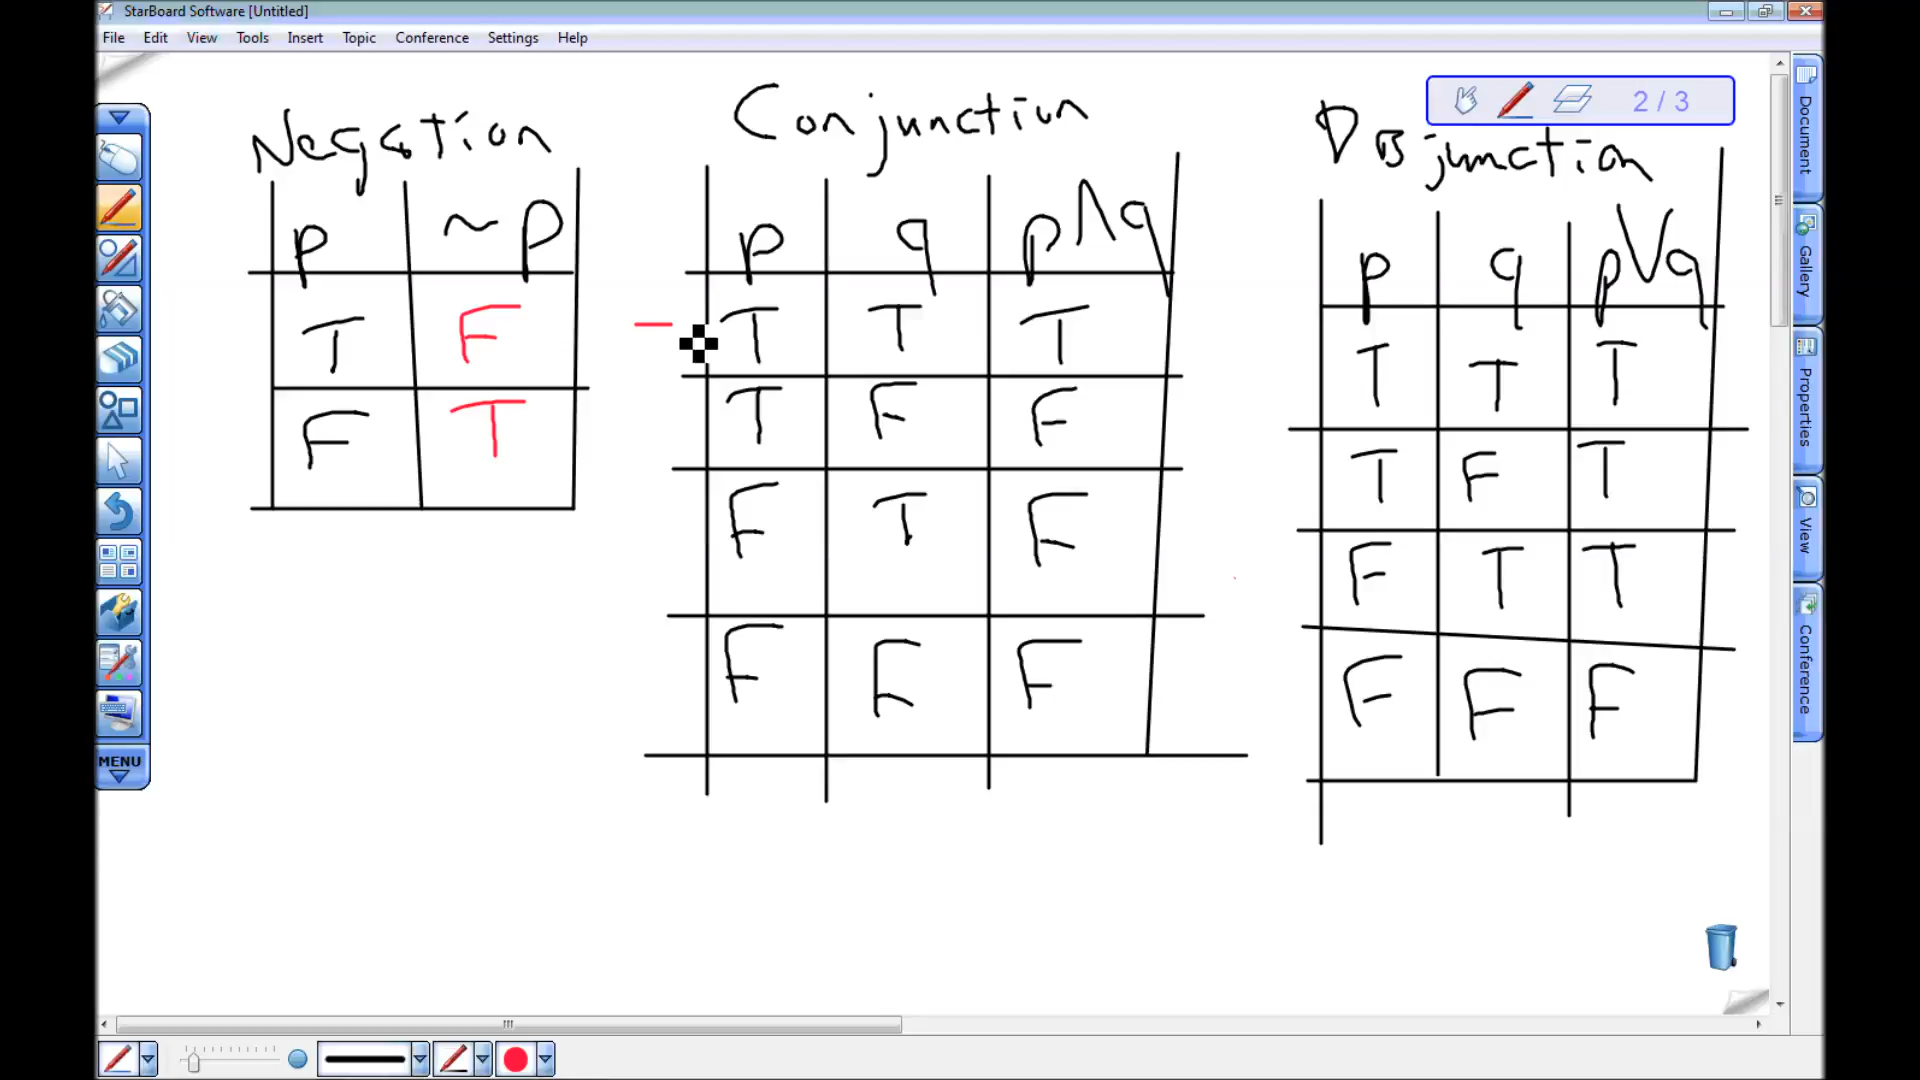 StarBoard Software [Untitled]
File Edit View Tools Insert Topic Conference Settings Help
2 / 3
Negation
p ~p
T F
F T
Conjunction
p q p∧q
T T T
T F F
F T F
F F F
Disjunction
p q p∨q
T T T
T F T
F T T
F F F
MENU
Document
Gallery
Properties
View
Conference